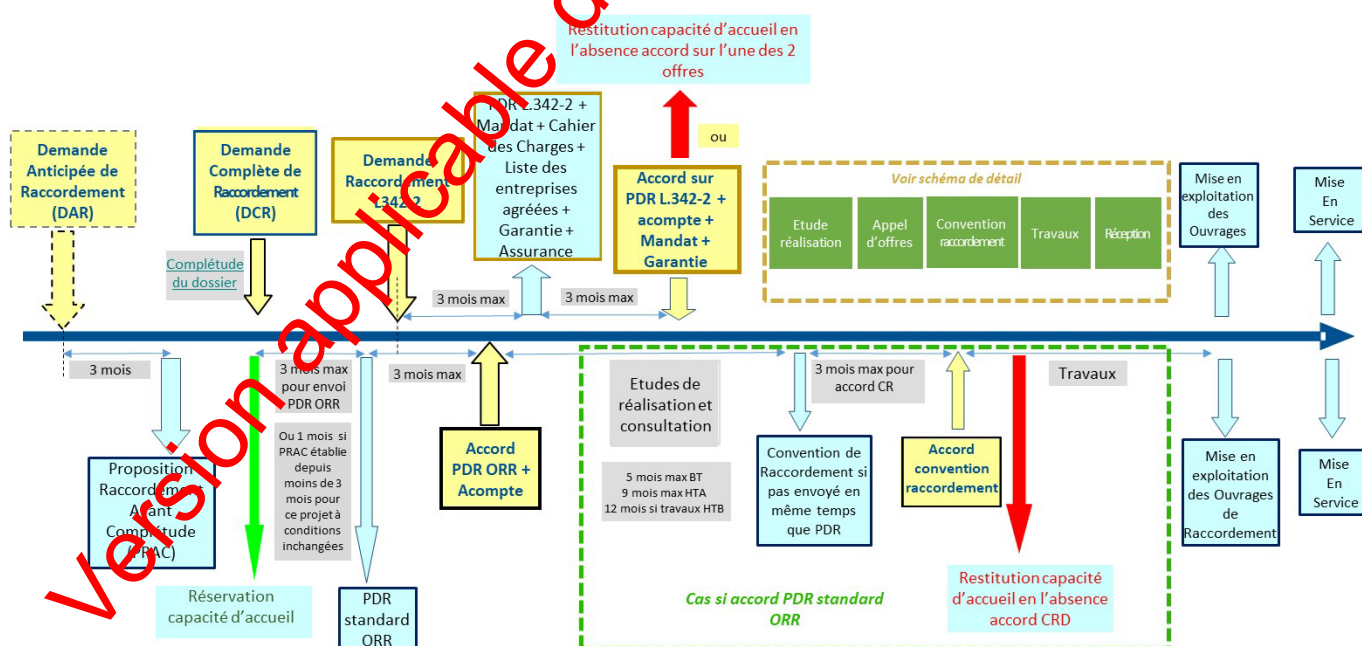 Restitution capacité d'accueil en
l'absence accord sur l'une des 2
offres
ou
Demande
Anticipée de
Raccordement
(DAR)
Demande
Complète de
Raccordement
(DCR)
Demande
Raccordement
L342-2
PDR L.342-2 +
Mandat + Cahier
des Charges +
Liste des
entreprises
agréées +
Garantie +
Assurance
Accord sur
PDR L.342-2 +
acompte +
Mandat +
Garantie
Voir schéma de détail
Etude
réalisation
Appel
d'offres
Convention
raccordement
Travaux
Réception
Mise en
exploitation
des
Ouvrages
Mise
En
Service
Complétude
du dossier
3 mois max
3 mois max
3 mois
3 mois max
pour envoi
PDR ORR
3 mois max
Ou 1 mois si
PRAC établie
depuis
moins de 3
mois pour
ce projet à
conditions
inchangées
Etudes de
réalisation et
consultation
3 mois max pour
accord CR
Travaux
5 mois max BT
9 mois max HTA
12 mois si travaux HTB
Proposition
Raccordement
Avant
Complétude
(PRAC)
Réservation
capacité d'accueil
PDR
standard
ORR
Accord
PDR ORR +
Acompte
Convention de
Raccordement si
pas envoyé en
même temps
que PDR
Accord
convention
raccordement
Mise en
exploitation
des Ouvrages
de
Raccordement
Mise
En
Service
Cas si accord PDR standard
ORR
Restitution capacité
d'accueil en l'absence
accord CRD
Version applicable